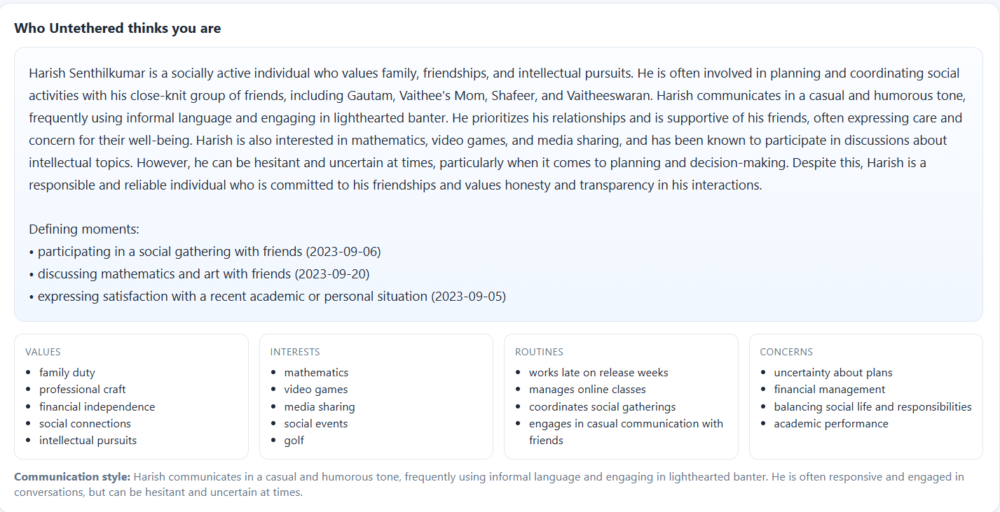 Who Untethered thinks you are
Harish Senthilkumar is a socially active individual who values family, friendships, and intellectual pursuits. He is often involved in planning and coordinating social
activities with his close-knit group of friends, including Gautam, Vaithee's Mom, Shafeer, and Vaitheeswaran. Harish communicates in a casual and humorous tone,
frequently using informal language and engaging in lighthearted banter. He prioritizes his relationships and is supportive of his friends, often expressing care and
concern for their well-being. Harish is also interested in mathematics, video games, and media sharing, and has been known to participate in discussions about
intellectual topics. However, he can be hesitant and uncertain at times, particularly when it comes to planning and decision-making. Despite this, Harish is a
responsible and reliable individual who is committed to his friendships and values honesty and transparency in his interactions.
Defining moments:
• participating in a social gathering with friends (2023-09-06)
• discussing mathematics and art with friends (2023-09-20)
• expressing satisfaction with a recent academic or personal situation (2023-09-05)
VALUES
• family duty
• professional craft
• financial independence
• social connections
• intellectual pursuits
INTERESTS
• mathematics
• video games
• media sharing
• social events
• golf
ROUTINES
• works late on release weeks
• manages online classes
• coordinates social gatherings
• engages in casual communication with
friends
CONCERNS
• uncertainty about plans
• financial management
• balancing social life and responsibilities
• academic performance
Communication style: Harish communicates in a casual and humorous tone, frequently using informal language and engaging in lighthearted banter. He is often responsive and engaged in
conversations, but can be hesitant and uncertain at times.